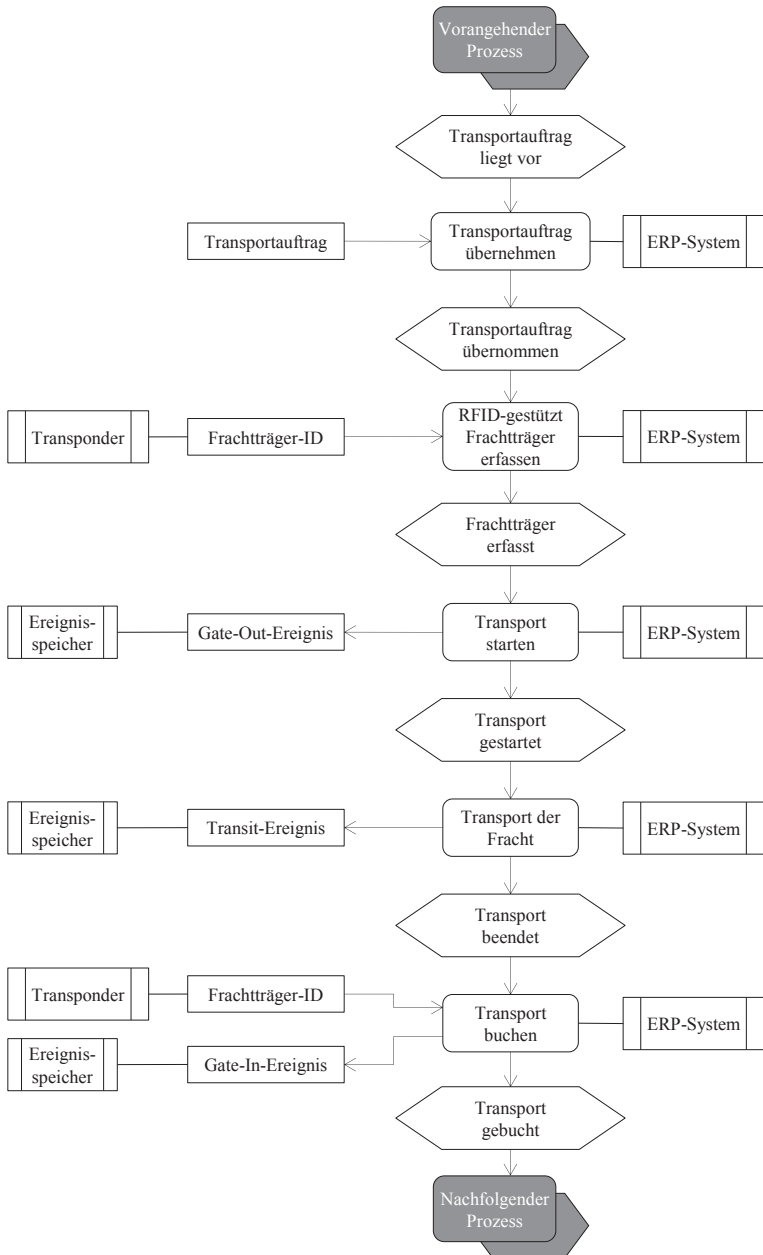 Vorangehender
Prozess
Transportauftrag
liegt vor
Transportauftrag
Transportauftrag
übernehmen
ERP-System
Transportauftrag
übernommen
Transponder
Frachtträger-ID
RFID-gestützt
Frachtträger
erfassen
ERP-System
Frachtträger
erfasst
Ereignis-
speicher
Gate-Out-Ereignis
Transport
starten
ERP-System
Transport
gestartet
Ereignis-
speicher
Transit-Ereignis
Transport der
Fracht
ERP-System
Transport
beendet
Transponder
Frachtträger-ID
Transport
buchen
ERP-System
Ereignis-
speicher
Gate-In-Ereignis
Transport
gebucht
Nachfolgender
Prozess